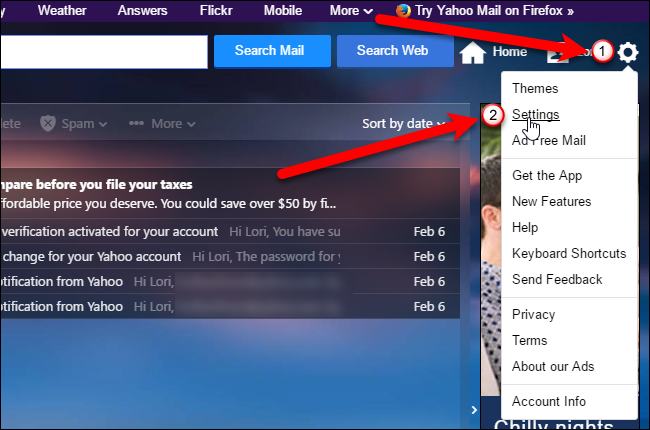 Weather Answers Flickr Mobile More Try Yahoo Mail on Firefox »
Search Mail Search Web Home
1
Themes
2 Settings
Ad Free Mail
Spam More Sort by date
Get the App
New Features
Help
Keyboard Shortcuts
Send Feedback
Privacy
Terms
About our Ads
Account Info
before you file your taxes
price you deserve. You could save over $50 by fi...
verification activated for your account Hi Lori, You have su Feb 6
change for your Yahoo account Hi Lori, The password for Feb 6
from Yahoo Hi Lori, Feb 6
from Yahoo Hi Lori, Feb 6
Chilly nights